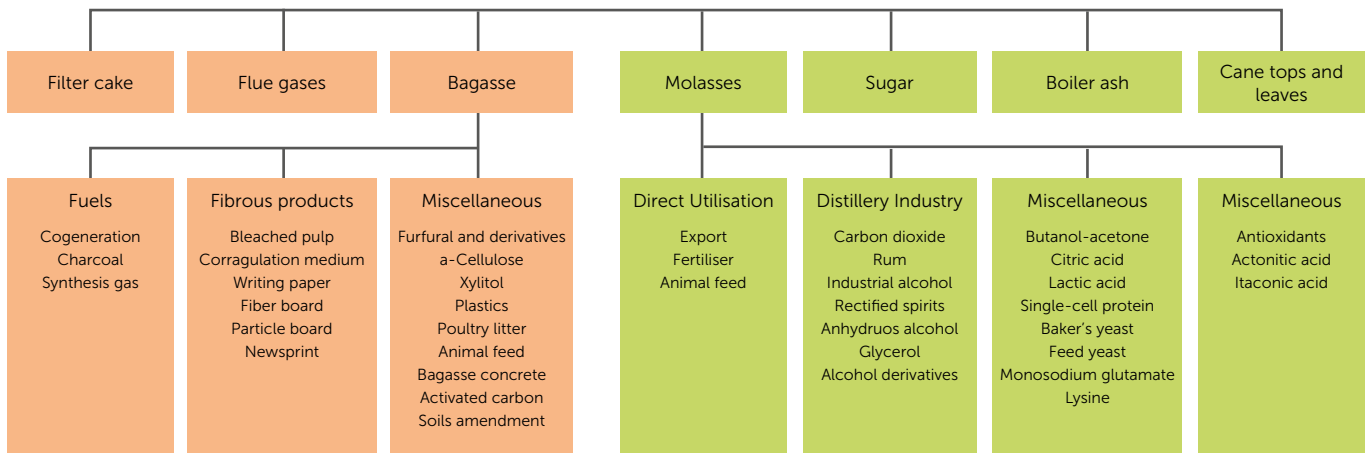 Filter cake
Flue gases
Bagasse
Molasses
Sugar
Boiler ash
Cane tops and
leaves
Fuels
Cogeneration
Charcoal
Synthesis gas
Fibrous products
Bleached pulp
Corragulation medium
Writing paper
Fiber board
Particle board
Newsprint
Miscellaneous
Furfural and derivatives
a-Cellulose
Xylitol
Plastics
Poultry litter
Animal feed
Bagasse concrete
Activated carbon
Soils amendment
Direct Utilisation
Export
Fertiliser
Animal feed
Distillery Industry
Carbon dioxide
Rum
Industrial alcohol
Rectified spirits
Anhydruos alcohol
Glycerol
Alcohol derivatives
Miscellaneous
Butanol-acetone
Citric acid
Lactic acid
Single-cell protein
Baker's yeast
Feed yeast
Monosodium glutamate
Lysine
Miscellaneous
Antioxidants
Actonitic acid
Itaconic acid